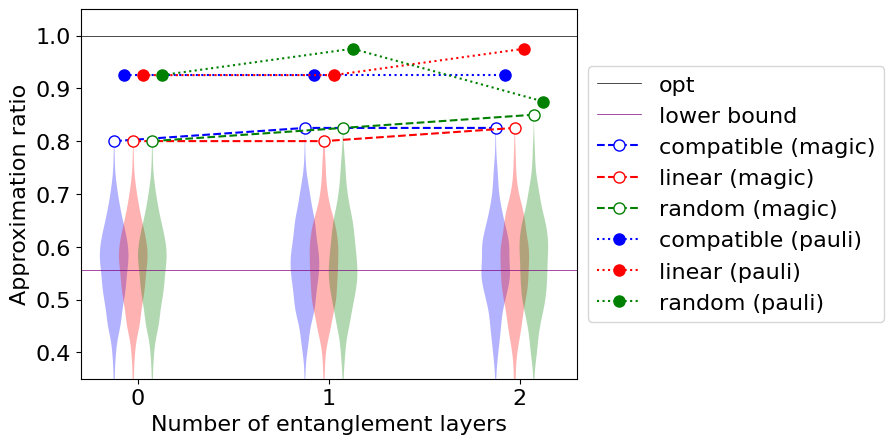 Approximation ratio
1.0
0.9
0.8
0.7
0.6
0.5
0.4
0
1
2
Number of entanglement layers
opt
lower bound
compatible (magic)
linear (magic)
random (magic)
compatible (pauli)
linear (pauli)
random (pauli)